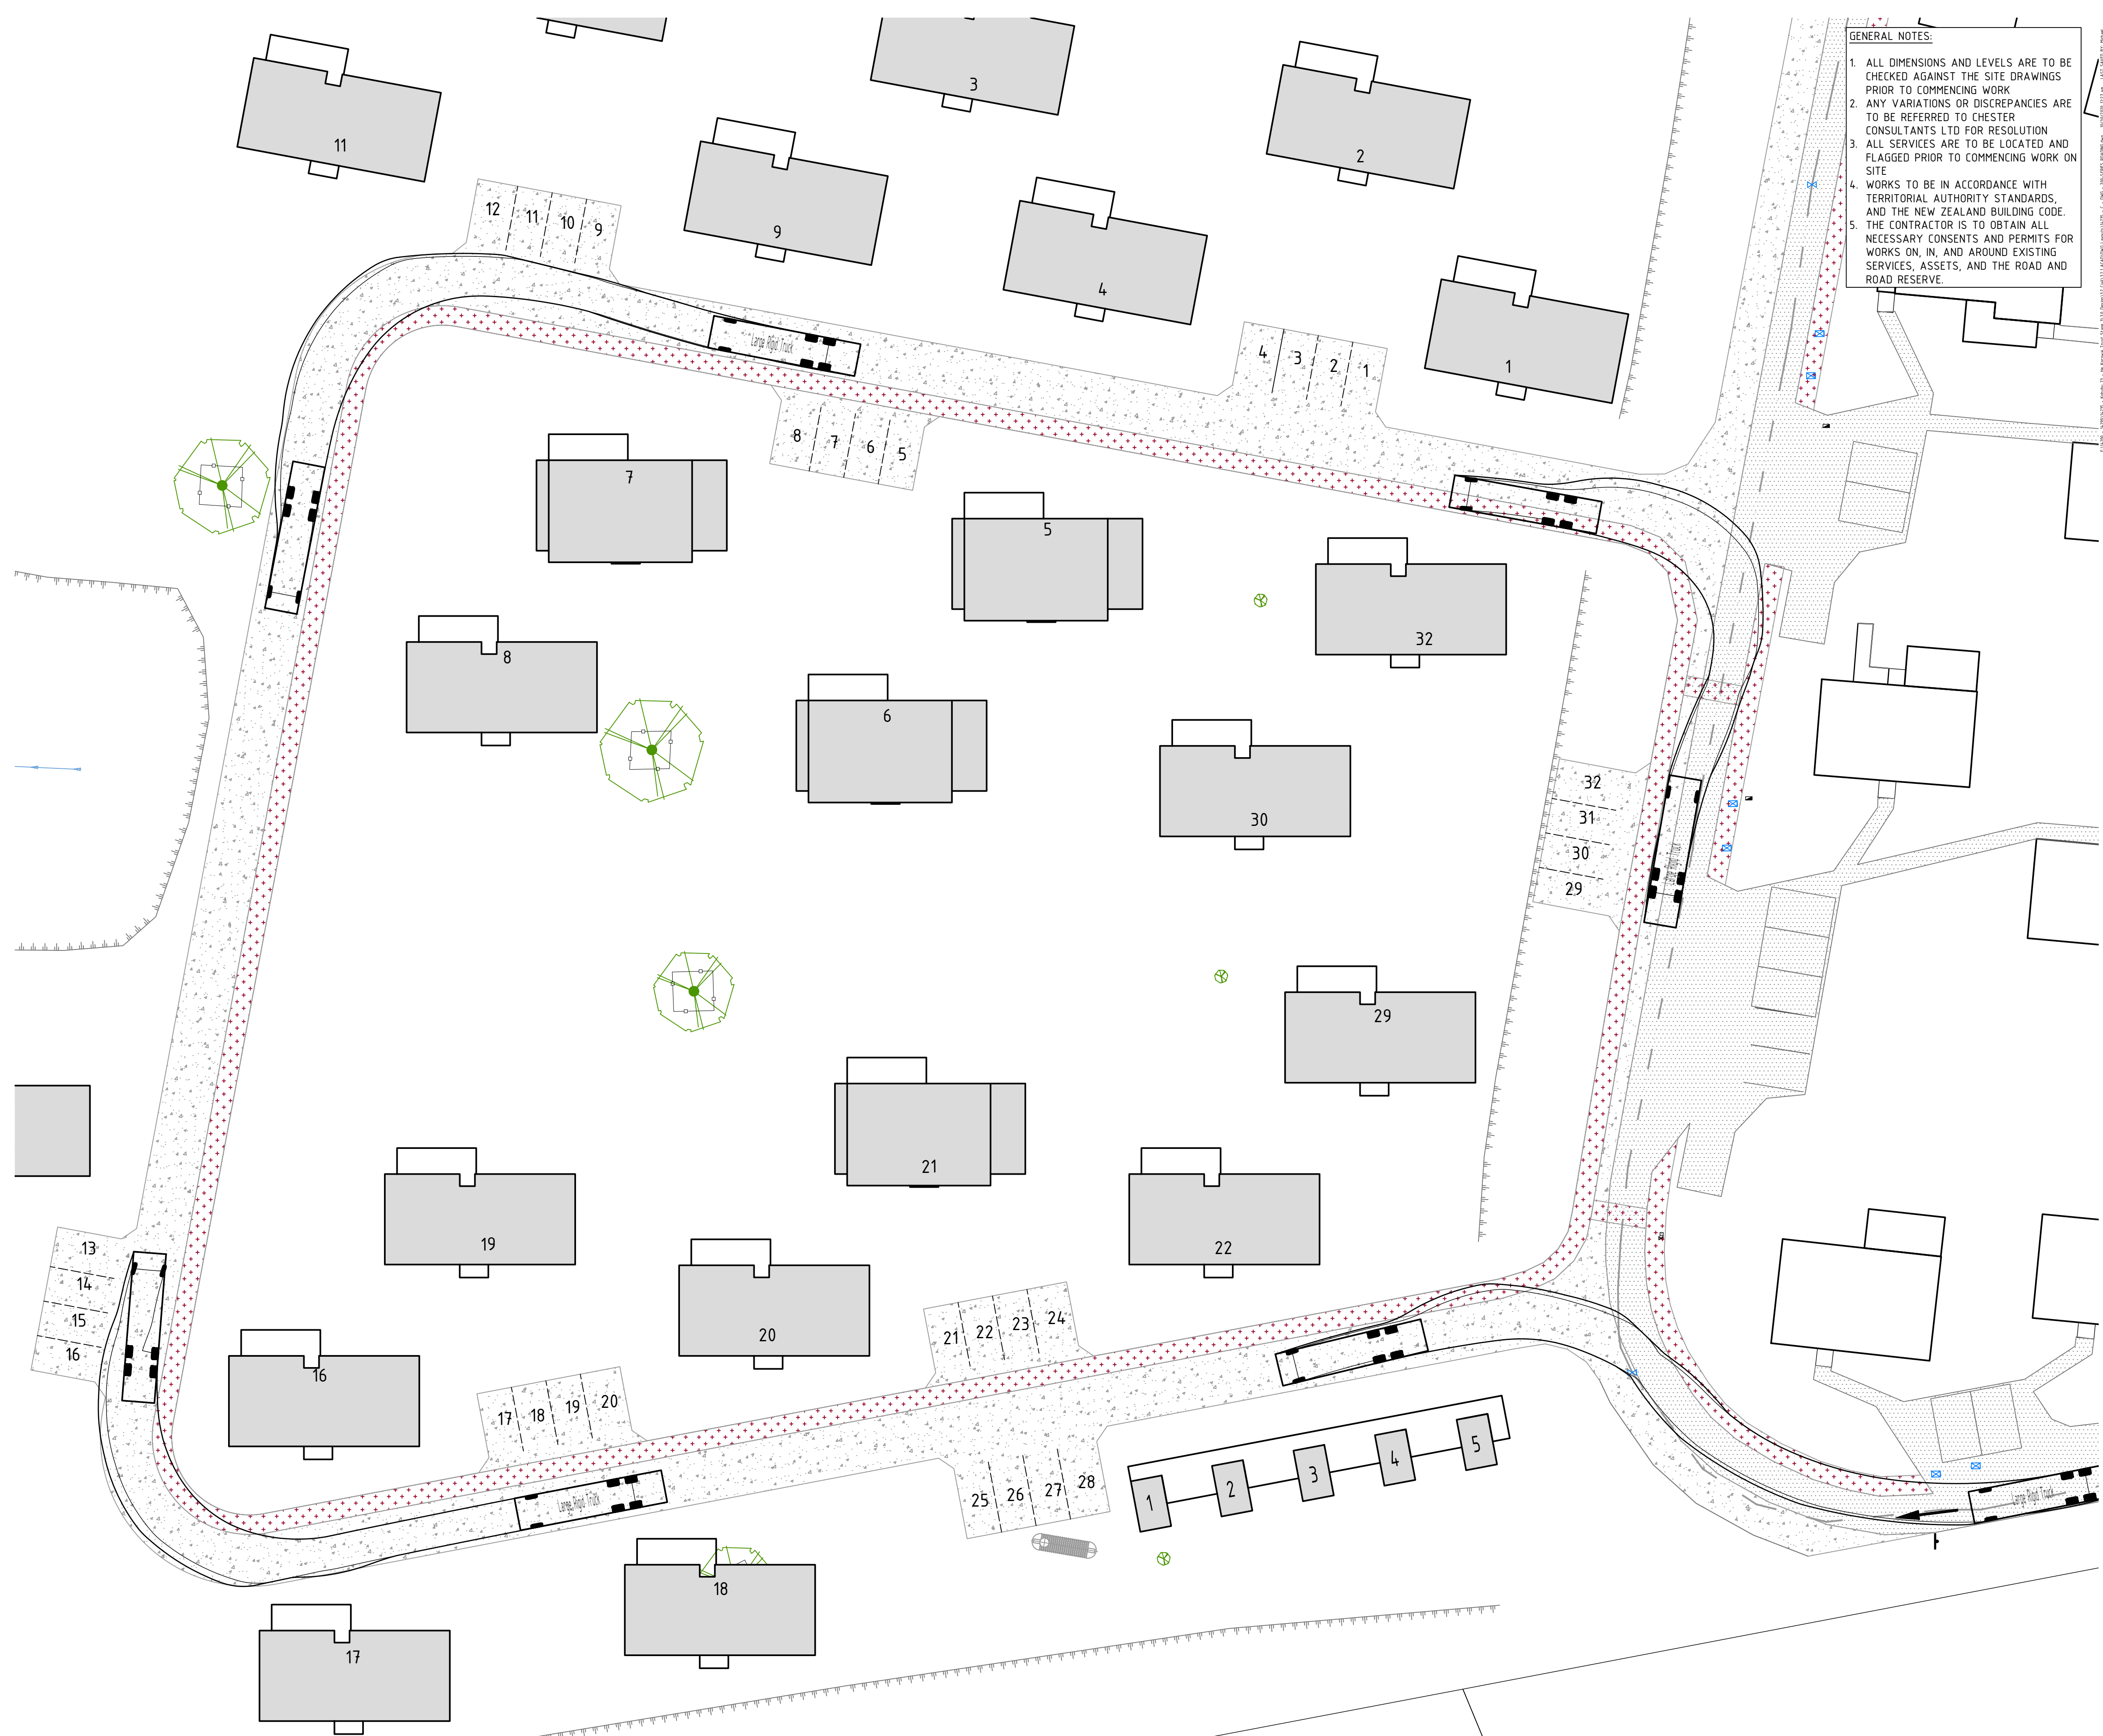 GENERAL NOTES:
1. ALL DIMENSIONS AND LEVELS ARE TO BE
CHECKED AGAINST THE SITE DRAWINGS
PRIOR TO COMMENCING WORK
2. ANY VARIATIONS OR DISCREPANCIES ARE
TO BE REFERRED TO CHESTER
CONSULTANTS LTD FOR RESOLUTION
3. ALL SERVICES ARE TO BE LOCATED AND
FLAGGED PRIOR TO COMMENCING WORK ON
SITE
4. WORKS TO BE IN ACCORDANCE WITH
TERRITORIAL AUTHORITY STANDARDS,
AND THE NEW ZEALAND BUILDING CODE.
5. THE CONTRACTOR IS TO OBTAIN ALL
NECESSARY CONSENTS AND PERMITS FOR
WORKS ON, IN, AND AROUND EXISTING
SERVICES, ASSETS, AND THE ROAD AND
ROAD RESERVE.
3
11
2
12 11 10 9
9
4
1
Large Rigid Truck
4 3 2 1
8 7 6 5
7
5
32
8
6
30
32
31
30
29
Large Rigid Truck
29
21
22
19
20
13
14
15
16
16
21 22 23 24
17 18 19 20
25 26 27 28
1 2 3 4 5
Large Rigid Truck
Large Rigid Truck
18
17